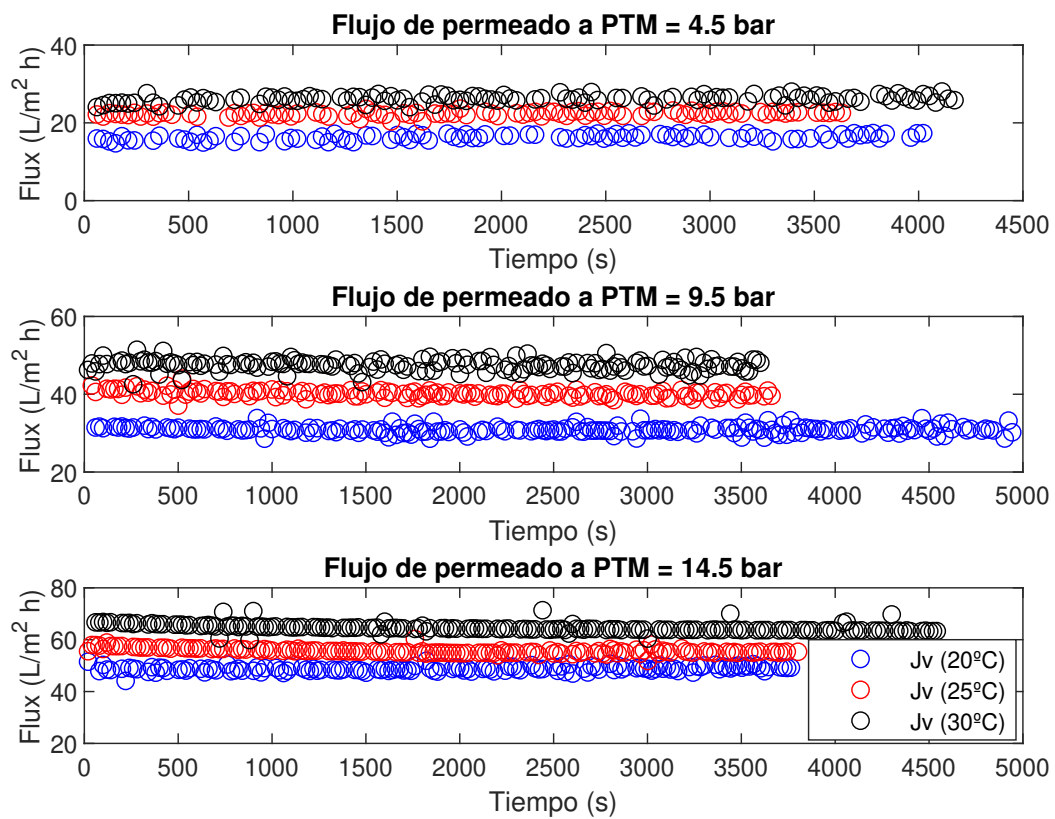 Flujo de permeado a PTM = 4.5 bar
40
20
0
Flux (L/m² h)
0 500 1000 1500 2000 2500 3000 3500 4000 4500
Tiempo (s)
Flujo de permeado a PTM = 9.5 bar
60
40
20
Flux (L/m² h)
0 500 1000 1500 2000 2500 3000 3500 4000 4500 5000
Tiempo (s)
Flujo de permeado a PTM = 14.5 bar
80
60
40
20
Flux (L/m² h)
Jv (20ºC)
Jv (25ºC)
Jv (30ºC)
0 500 1000 1500 2000 2500 3000 3500 4000 4500 5000
Tiempo (s)